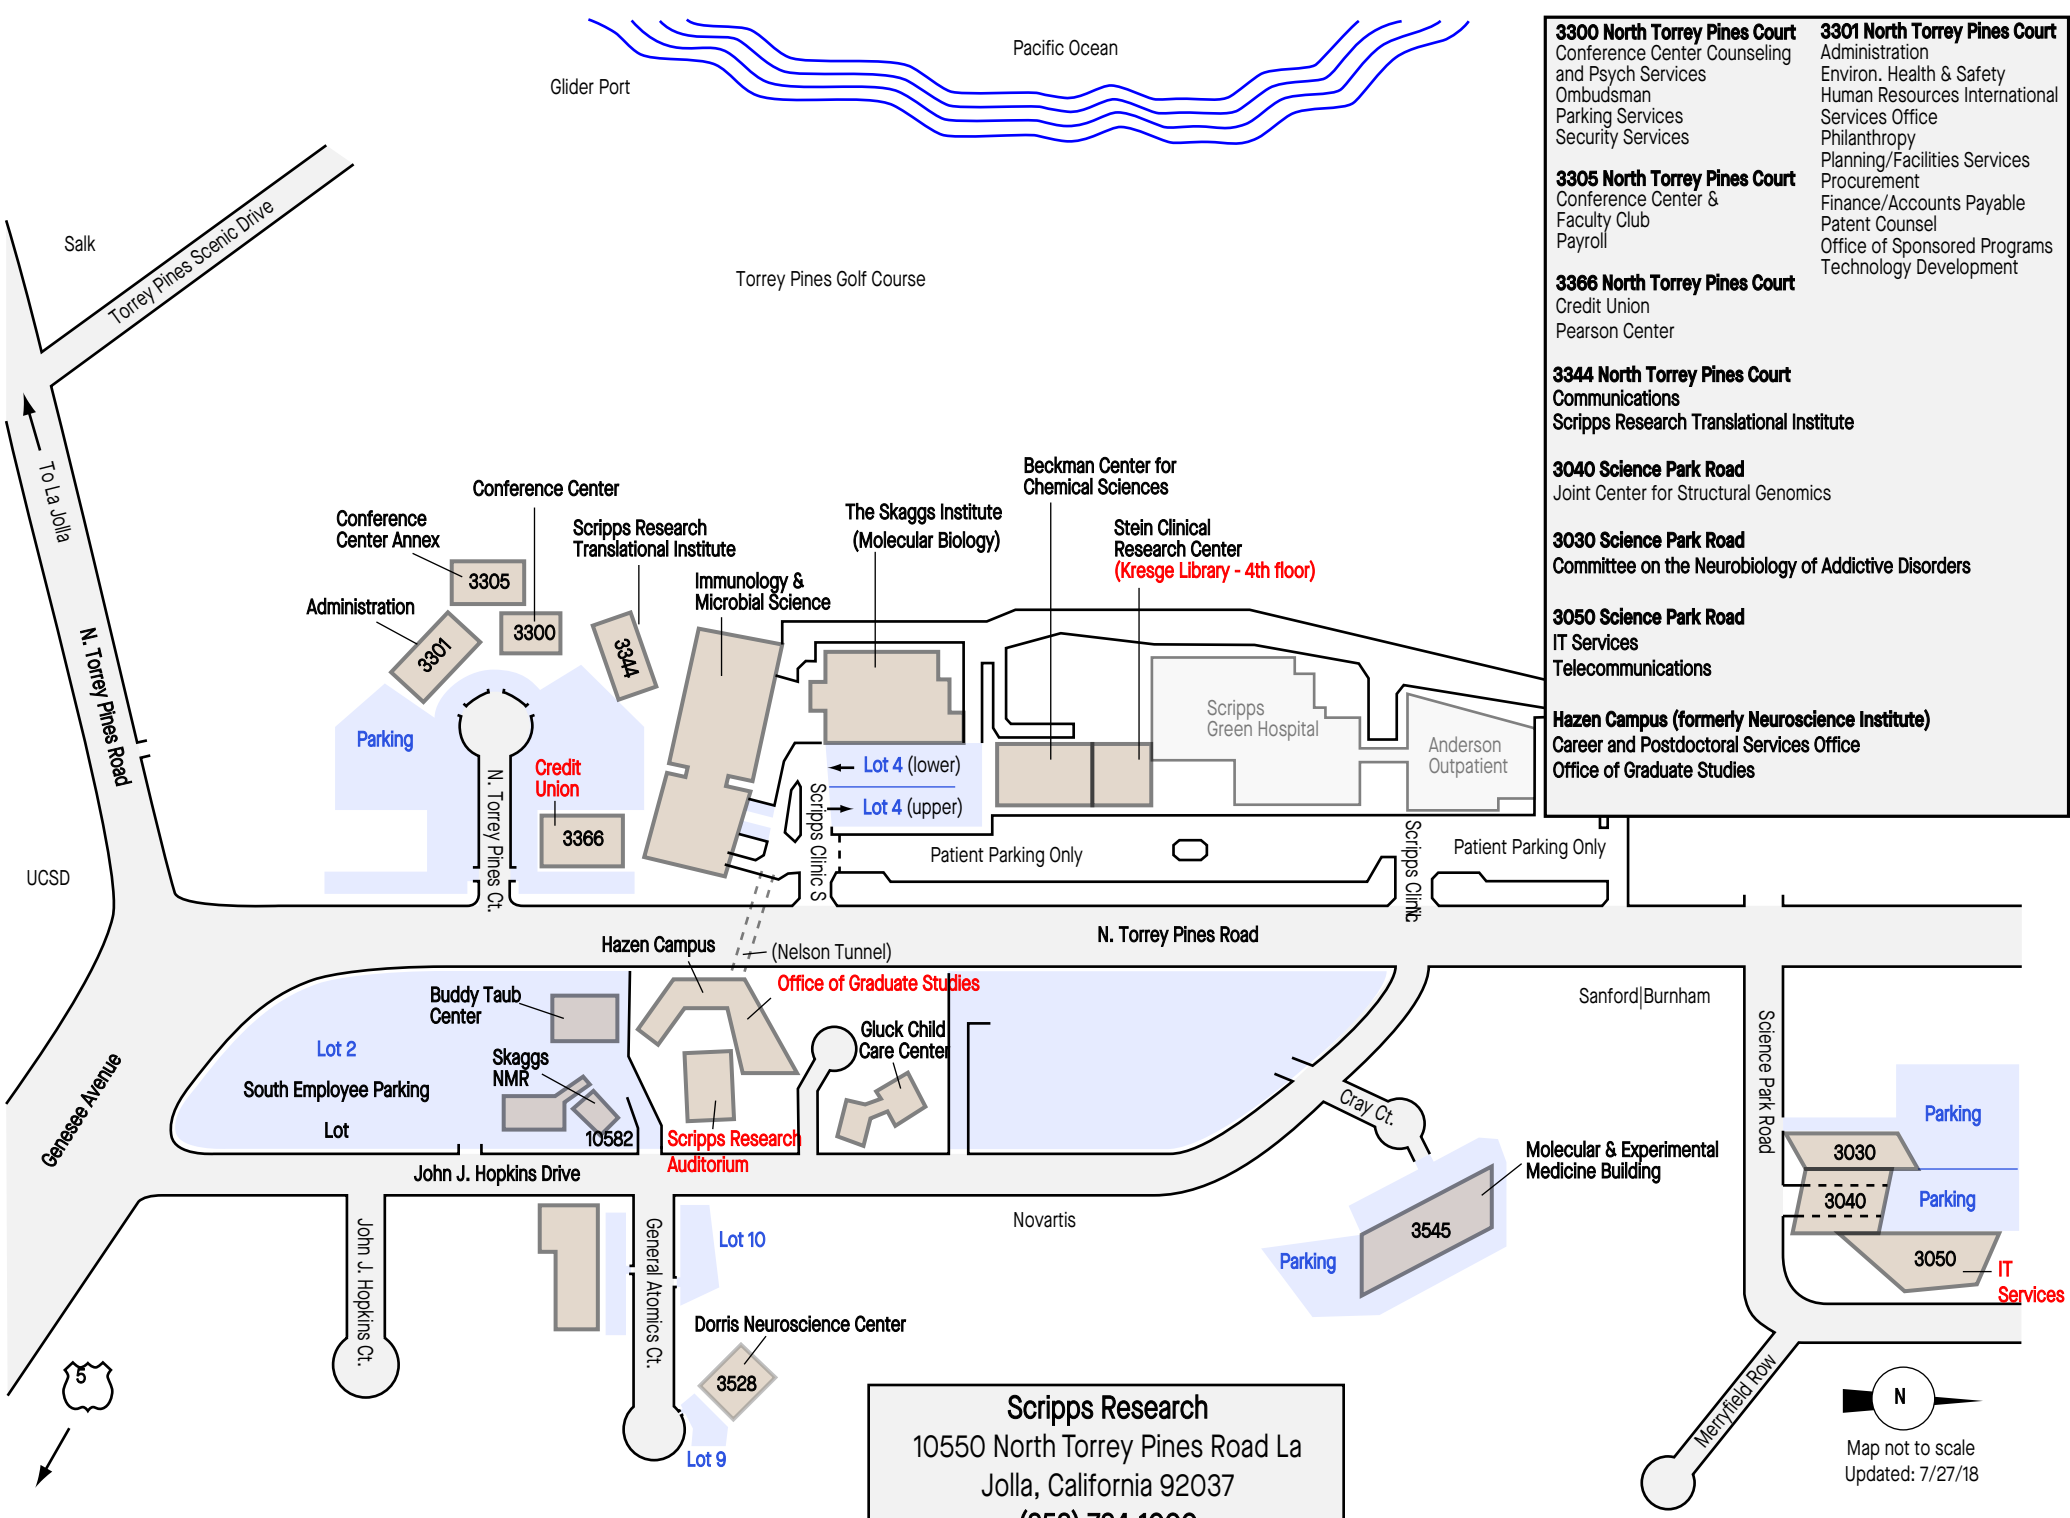 Pacific Ocean
Glider Port
Salk
Torrey Pines Scenic Drive
Torrey Pines Golf Course
To La Jolla
N. Torrey Pines Road
UCSD
Genesee Avenue
5
Conference Center
Conference
Center Annex
Administration
Scripps Research
Translational Institute
Immunology &
Microbial Science
The Skaggs Institute
(Molecular Biology)
Beckman Center for
Chemical Sciences
Stein Clinical
Research Center
(Kresge Library - 4th floor)
3305
3300
3301
3344
Parking
Credit
Union
3366
N. Torrey Pines Ct.
Lot 4 (lower)
Lot 4 (upper)
Scripps Clinic S
Scripps
Green Hospital
Anderson
Outpatient
Patient Parking Only
Scripps Clinic
Patient Parking Only
N. Torrey Pines Road
Hazen Campus
(Nelson Tunnel)
Office of Graduate Studies
Buddy Taub
Center
Lot 2
South Employee Parking
Lot
Skaggs
NMR
10582
Gluck Child
Care Center
Scripps Research
Auditorium
John J. Hopkins Drive
John J. Hopkins Ct.
General Atomics Ct.
Lot 10
Dorris Neuroscience Center
3528
Lot 9
Novartis
Cray Ct.
Sanford|Burnham
Molecular & Experimental
Medicine Building
3545
Parking
Science Park Road
Parking
3030
3040
Parking
3050
IT
Services
Merryfield Row
N
Map not to scale
Updated: 7/27/18
Scripps Research
10550 North Torrey Pines Road La
Jolla, California 92037
3300 North Torrey Pines Court
Conference Center Counseling
and Psych Services
Ombudsman
Parking Services
Security Services
3305 North Torrey Pines Court
Conference Center &
Faculty Club
Payroll
3366 North Torrey Pines Court
Credit Union
Pearson Center
3344 North Torrey Pines Court
Communications
Scripps Research Translational Institute
3040 Science Park Road
Joint Center for Structural Genomics
3030 Science Park Road
Committee on the Neurobiology of Addictive Disorders
3050 Science Park Road
IT Services
Telecommunications
Hazen Campus (formerly Neuroscience Institute)
Career and Postdoctoral Services Office
Office of Graduate Studies
3301 North Torrey Pines Court
Administration
Environ. Health & Safety
Human Resources International
Services Office
Philanthropy
Planning/Facilities Services
Procurement
Finance/Accounts Payable
Patent Counsel
Office of Sponsored Programs
Technology Development